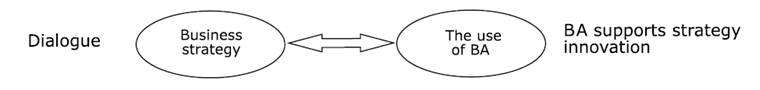 Dialogue
Business
strategy
The use
of BA
BA supports strategy
innovation